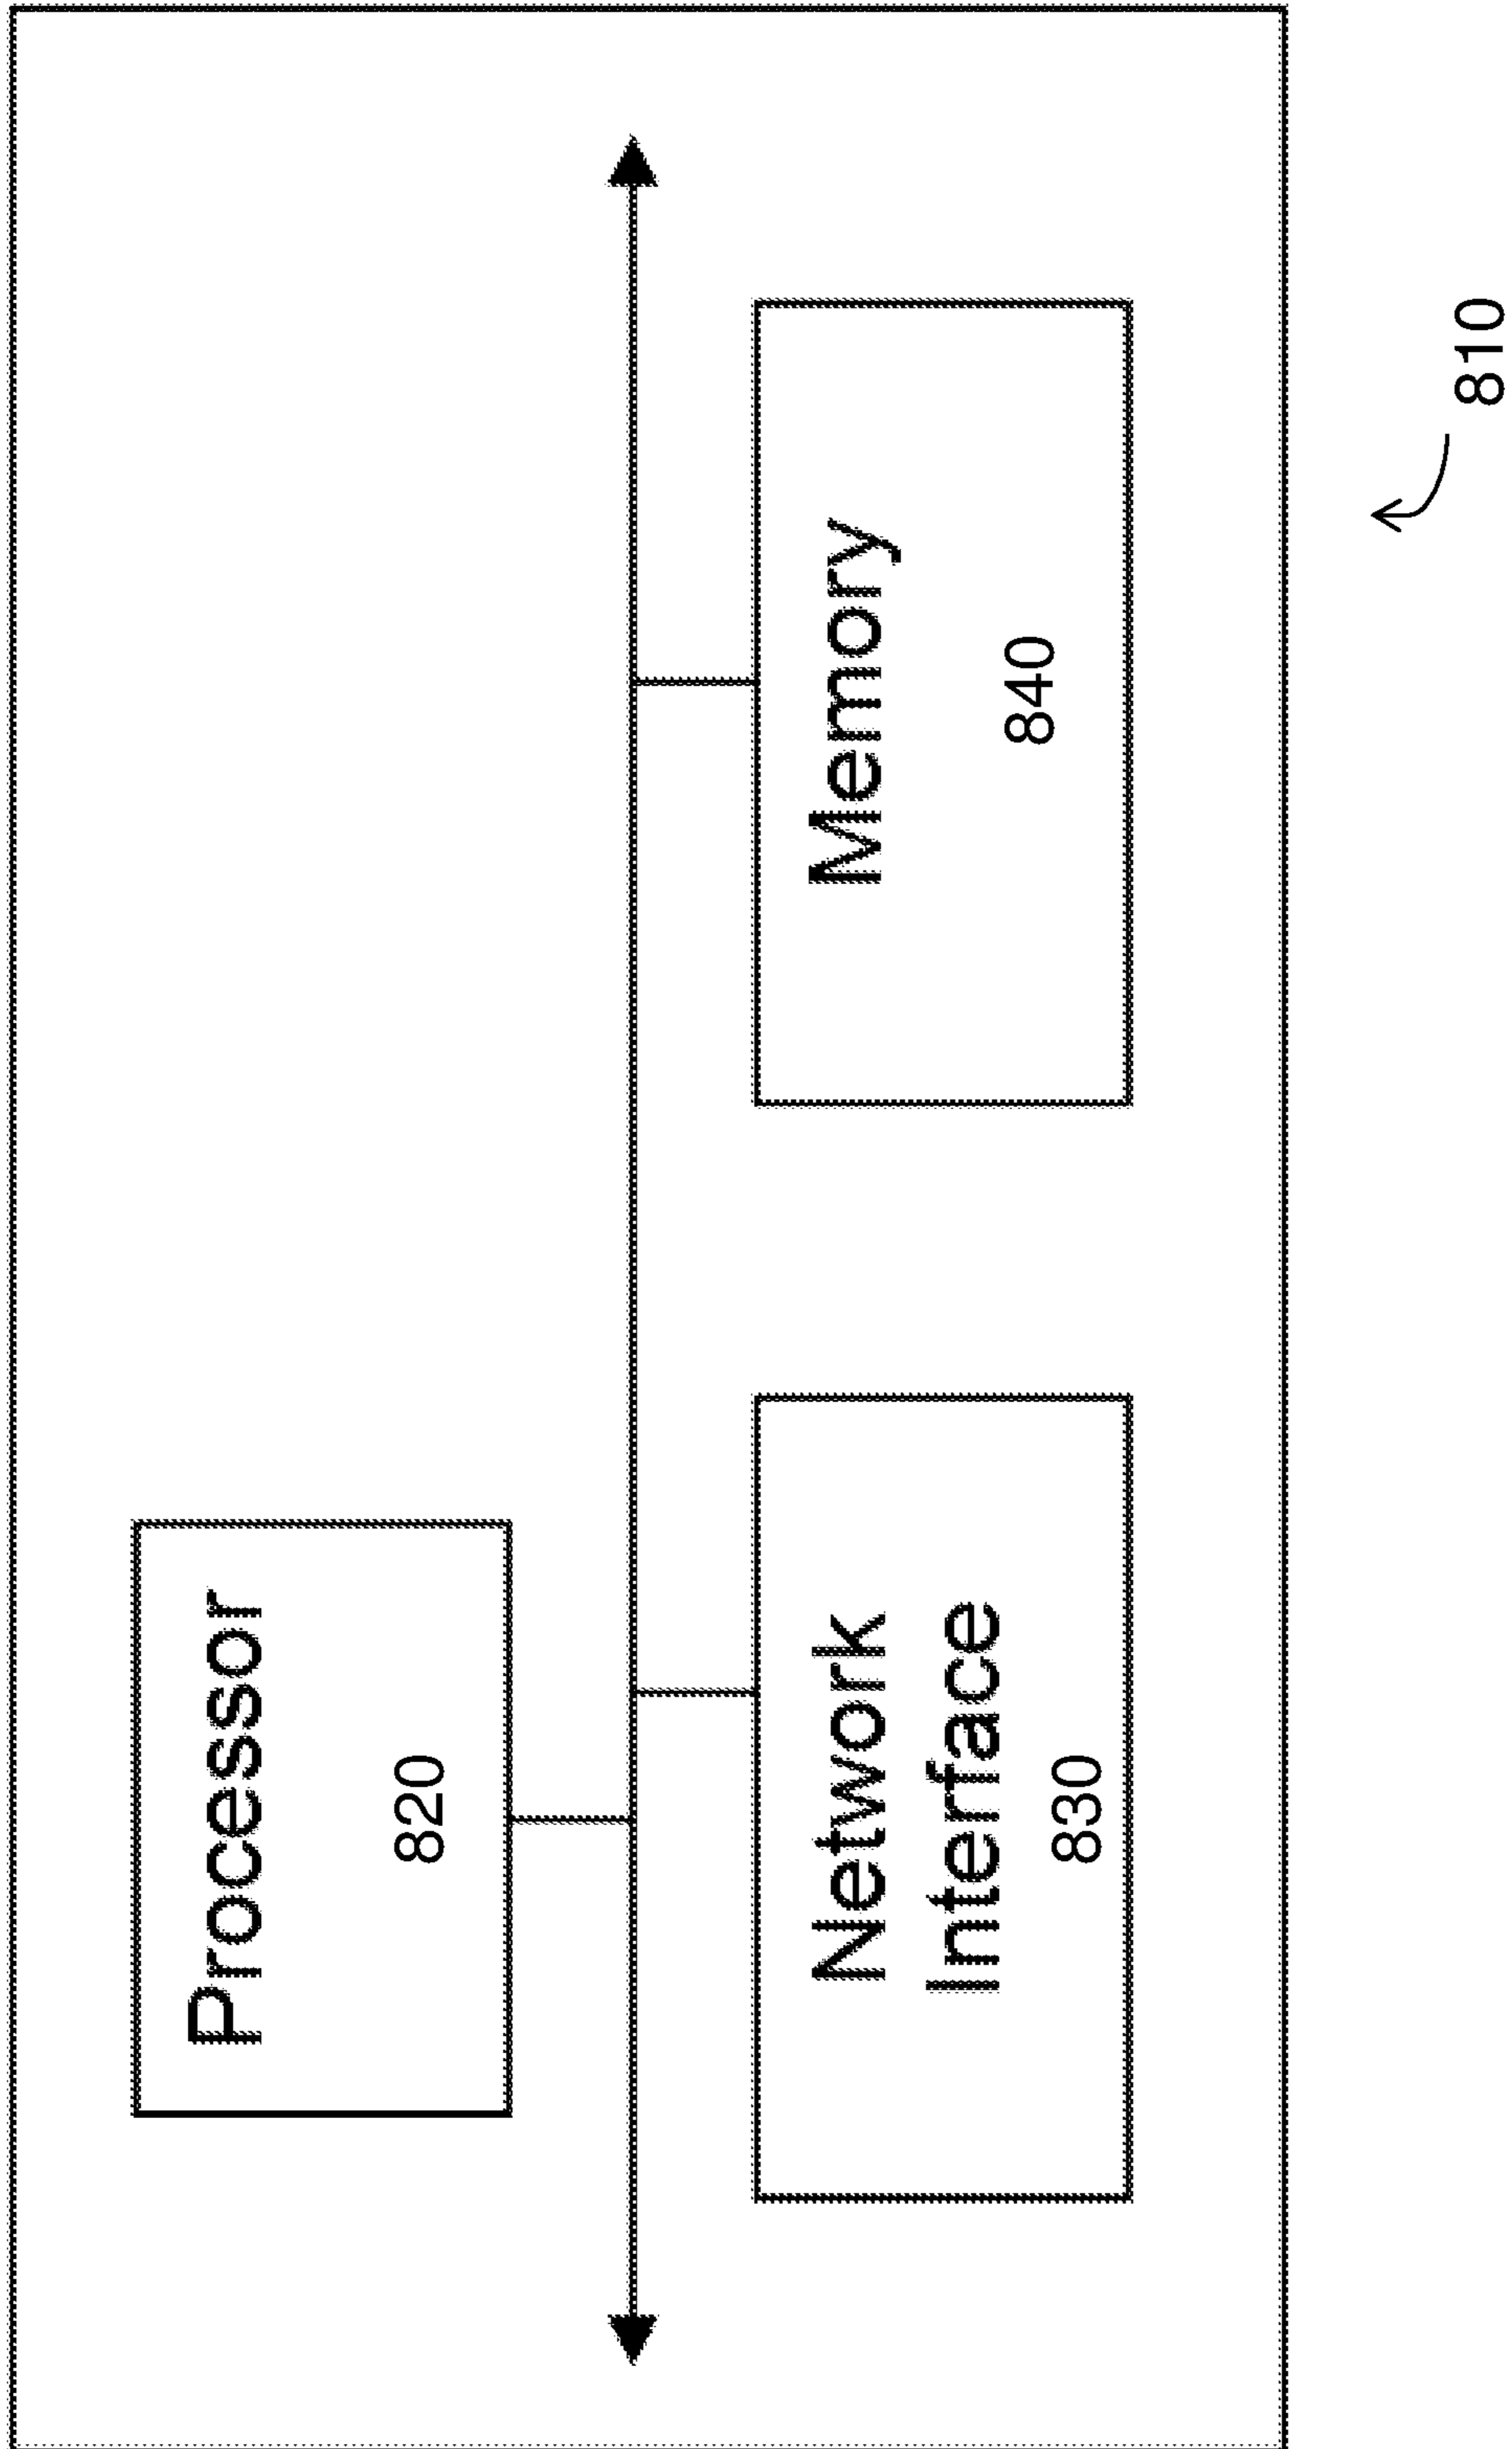 Processor
820
Network
Interface
830
Memory
840
810